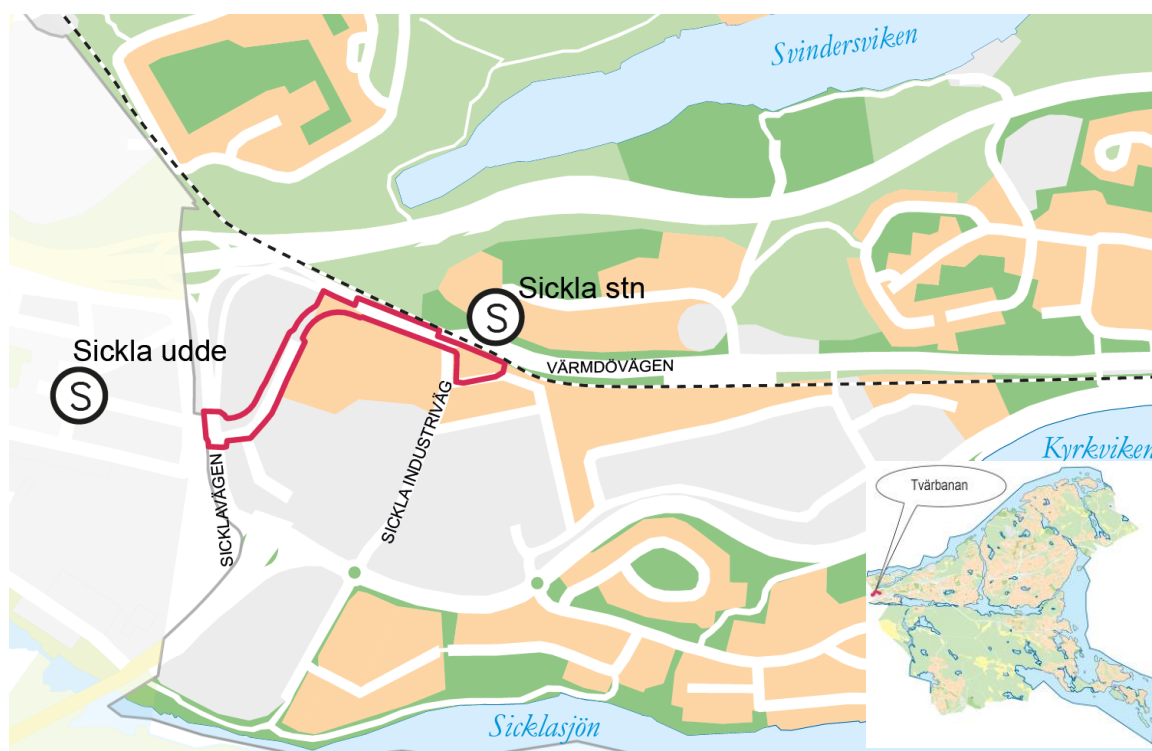 Svindersviken
Sickla stn
S
VÄRMDÖVÄGEN
Sickla udde
S
SICKLA INDUSTRIVÄG
SICKLAVÄGEN
Kyrkviken
Tvärbanan
Sicklasjön